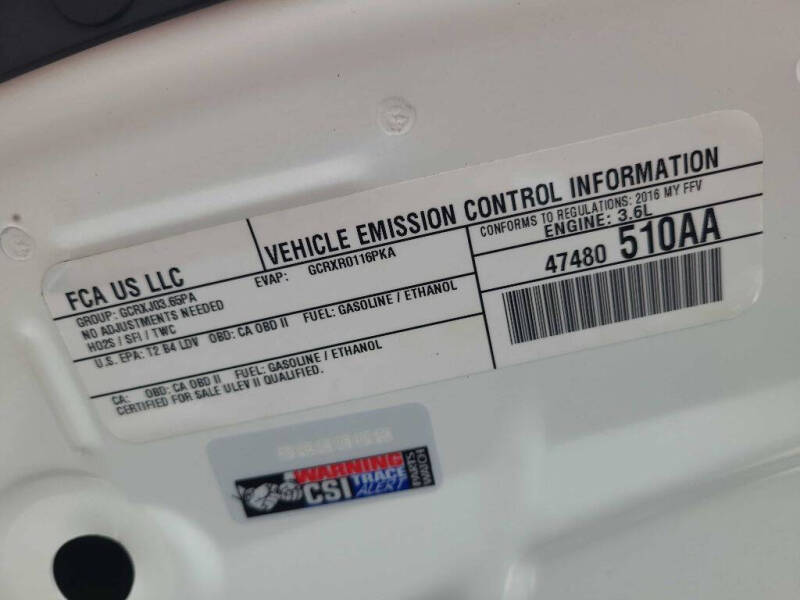 VEHICLE EMISSION CONTROL INFORMATION
FCA US LLC
GROUP: GCRXJ03.65PA
EVAP: GCRXR0116PKA
NO ADJUSTMENTS NEEDED
HO2S / SFI / TWC
U.S. EPA: T2 B4 LDV OBD: CA OBD II FUEL: GASOLINE / ETHANOL
CA: OBD: CA OBD II FUEL: GASOLINE / ETHANOL
CERTIFIED FOR SALE ULEV II QUALIFIED.
CONFORMS TO REGULATIONS: 2016 MY FFV
ENGINE: 3.6L
47480 510AA
WARNING
CSI TRACE
ALERT
PARTS
WATCH